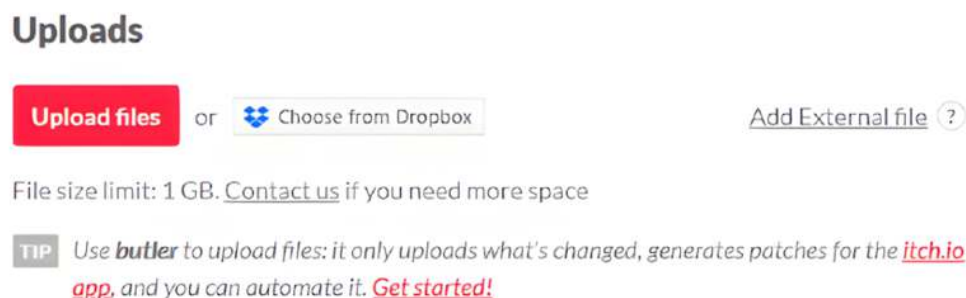 Uploads
Upload files or Choose from Dropbox Add External file ?
File size limit: 1 GB. Contact us if you need more space
TIP Use butler to upload files: it only uploads what's changed, generates patches for the itch.io
app, and you can automate it. Get started!